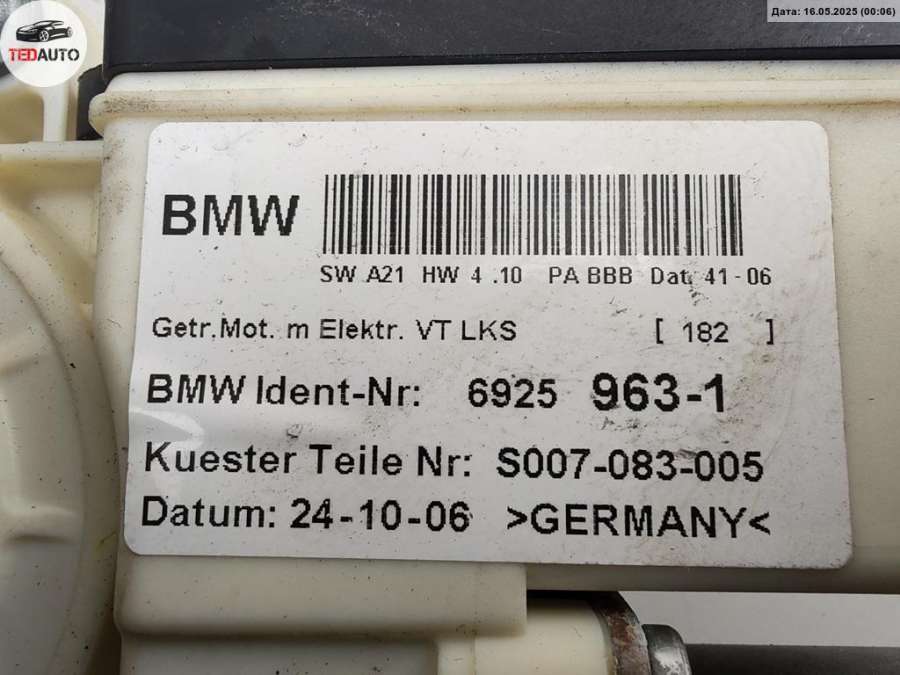 TEDAUTO
Дата: 16.05.2025 (00:06)
BMW
SW A21 HW 4 .10 PA BBB Dat. 41-06
Getr.Mot. m Elektr. VT LKS [ 182 ]
BMW Ident-Nr: 6925 963-1
Kuester Teile Nr: S007-083-005
Datum: 24-10-06 >GERMANY<